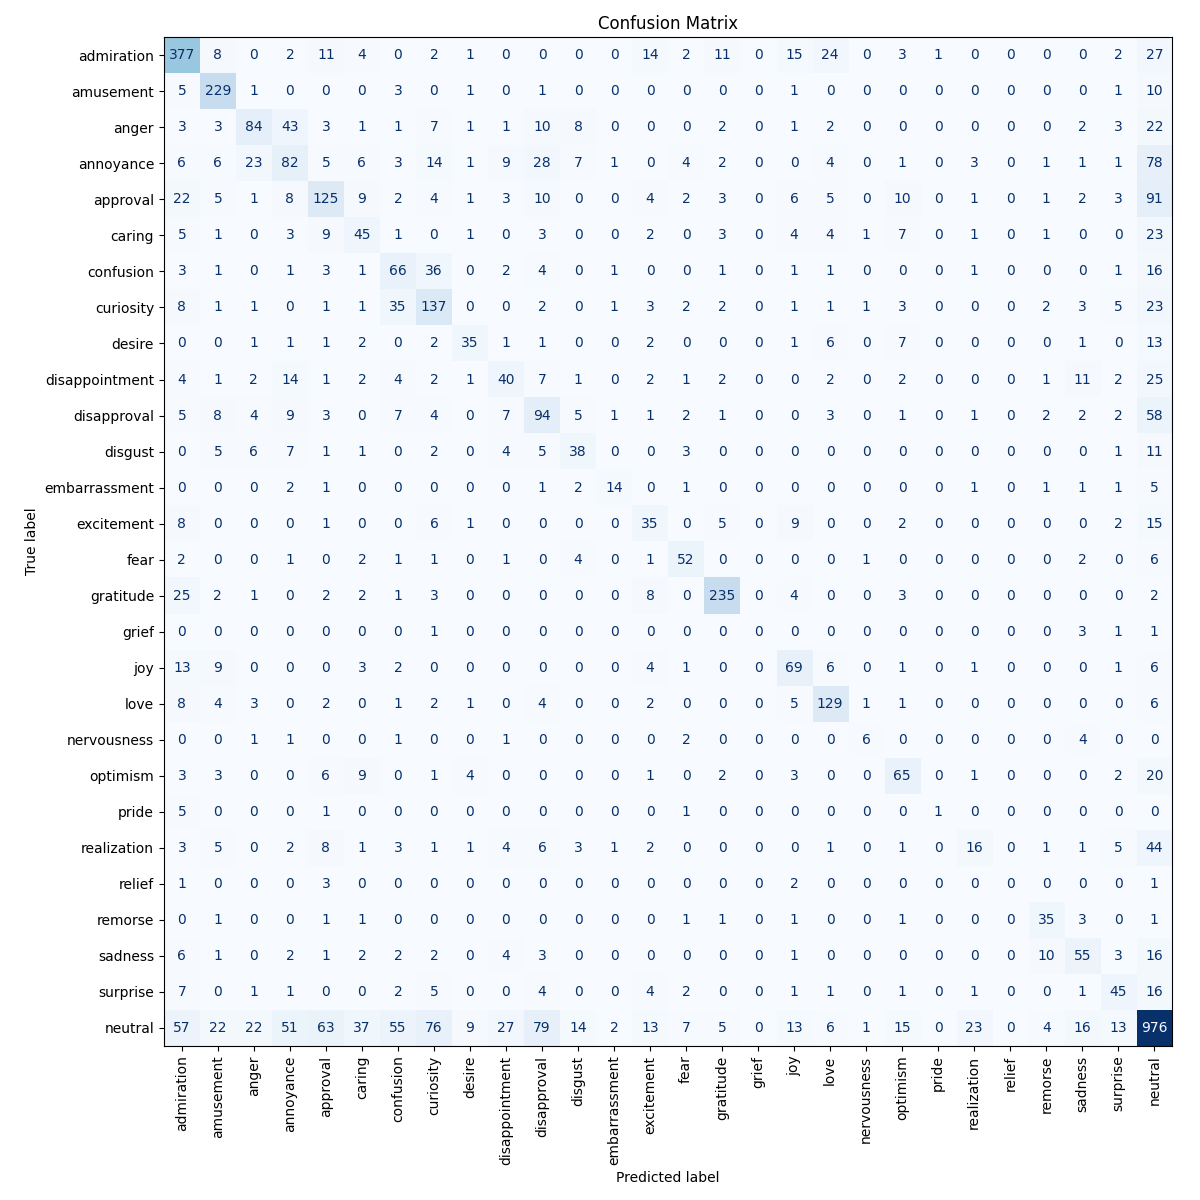 Confusion Matrix
admiration 377 8 0 2 11 4 0 2 1 0 0 0 0 14 2 11 0 15 24 0 3 1 0 0 0 0 2 27
amusement 5 229 1 0 0 0 3 0 1 0 1 0 0 0 0 0 0 1 0 0 0 0 0 0 0 0 1 10
anger 3 3 84 43 3 1 1 7 1 1 10 8 0 0 0 2 0 1 2 0 0 0 0 0 0 2 3 22
annoyance 6 6 23 82 5 6 3 14 1 9 28 7 1 0 4 2 0 0 4 0 1 0 3 0 1 1 1 78
approval 22 5 1 8 125 9 2 4 1 3 10 0 0 4 2 3 0 6 5 0 10 0 1 0 1 2 3 91
caring 5 1 0 3 9 45 1 0 1 0 3 0 0 2 0 3 0 4 4 1 7 0 1 0 1 0 0 23
confusion 3 1 0 1 3 1 66 36 0 2 4 0 1 0 0 1 0 1 1 0 0 0 1 0 0 0 1 16
curiosity 8 1 1 0 1 1 35 137 0 0 2 0 1 3 2 2 0 1 1 1 3 0 0 0 2 3 5 23
desire 0 0 1 1 1 2 0 2 35 1 1 0 0 2 0 0 0 1 6 0 7 0 0 0 0 1 0 13
disappointment 4 1 2 14 1 2 4 2 1 40 7 1 0 2 1 2 0 0 2 0 2 0 0 0 1 11 2 25
disapproval 5 8 4 9 3 0 7 4 0 7 94 5 1 1 2 1 0 0 3 0 1 0 1 0 2 2 2 58
disgust 0 5 6 7 1 1 0 2 0 4 5 38 0 0 3 0 0 0 0 0 0 0 0 0 0 0 1 11
embarrassment 0 0 0 2 1 0 0 0 0 0 1 2 14 0 1 0 0 0 0 0 0 0 1 0 1 1 1 5
excitement 8 0 0 0 1 0 0 6 1 0 0 0 0 35 0 5 0 9 0 0 2 0 0 0 0 0 2 15
fear 2 0 0 1 0 2 1 1 0 1 0 4 0 1 52 0 0 0 0 1 0 0 0 0 0 2 0 6
gratitude 25 2 1 0 2 2 1 3 0 0 0 0 0 8 0 235 0 4 0 0 3 0 0 0 0 0 0 2
grief 0 0 0 0 0 0 0 1 0 0 0 0 0 0 0 0 0 0 0 0 0 0 0 0 0 3 1 1
joy 13 9 0 0 0 3 2 0 0 0 0 0 0 4 1 0 0 69 6 0 1 0 1 0 0 0 1 6
love 8 4 3 0 2 0 1 2 1 0 4 0 0 2 0 0 0 5 129 1 1 0 0 0 0 0 0 6
nervousness 0 0 1 1 0 0 1 0 0 1 0 0 0 0 2 0 0 0 0 6 0 0 0 0 0 4 0 0
optimism 3 3 0 0 6 9 0 1 4 0 0 0 0 1 0 2 0 3 0 0 65 0 1 0 0 0 2 20
pride 5 0 0 0 1 0 0 0 0 0 0 0 0 0 1 0 0 0 0 0 0 1 0 0 0 0 0 0
realization 3 5 0 2 8 1 3 1 1 4 6 3 1 2 0 0 0 0 1 0 1 0 16 0 1 1 5 44
relief 1 0 0 0 3 0 0 0 0 0 0 0 0 0 0 0 0 2 0 0 0 0 0 0 0 0 0 1
remorse 0 1 0 0 1 1 0 0 0 0 0 0 0 0 1 1 0 1 0 0 1 0 0 0 35 3 0 1
sadness 6 1 0 2 1 2 2 2 0 4 3 0 0 0 0 0 0 1 0 0 0 0 0 0 10 55 3 16
surprise 7 0 1 1 0 0 2 5 0 0 4 0 0 4 2 0 0 1 1 0 1 0 1 0 0 1 45 16
neutral 57 22 22 51 63 37 55 76 9 27 79 14 2 13 7 5 0 13 6 1 15 0 23 0 4 16 13 976
True label
admiration
amusement
anger
annoyance
approval
caring
confusion
curiosity
desire
disappointment
disapproval
disgust
embarrassment
excitement
fear
gratitude
grief
joy
love
nervousness
optimism
pride
realization
relief
remorse
sadness
surprise
neutral
Predicted label